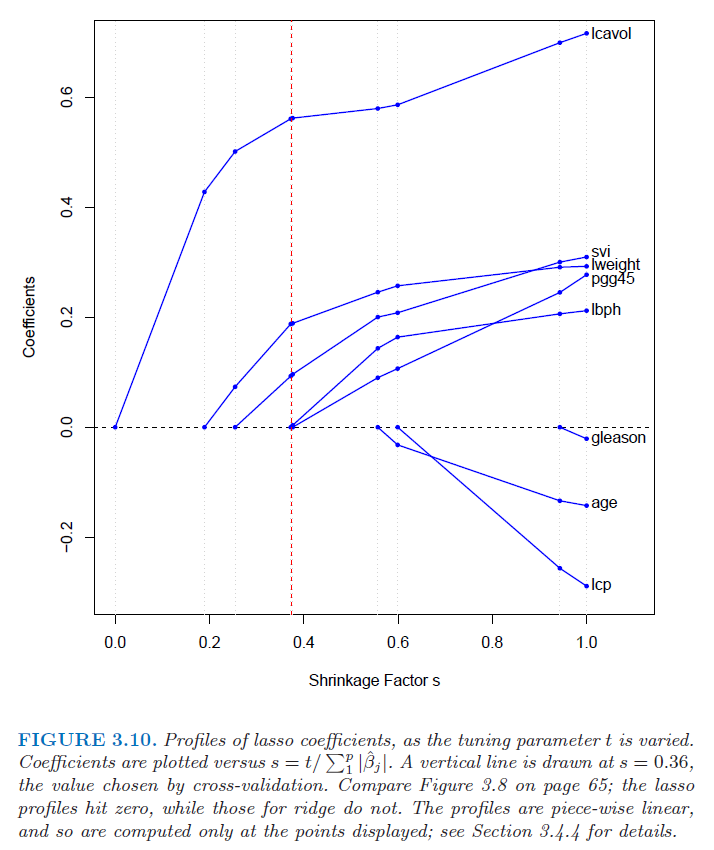 lcavol
svi
lweight
pgg45
lbph
gleason
age
lcp
0.6
0.4
0.2
0.0
−0.2
Coefficients
0.0 0.2 0.4 0.6 0.8 1.0
Shrinkage Factor s
FIGURE 3.10. Profiles of lasso coefficients, as the tuning parameter t is varied.
Coefficients are plotted versus s = t/∑₁ᵖ |β̂ⱼ|. A vertical line is drawn at s = 0.36,
the value chosen by cross-validation. Compare Figure 3.8 on page 65; the lasso
profiles hit zero, while those for ridge do not. The profiles are piece-wise linear,
and so are computed only at the points displayed; see Section 3.4.4 for details.